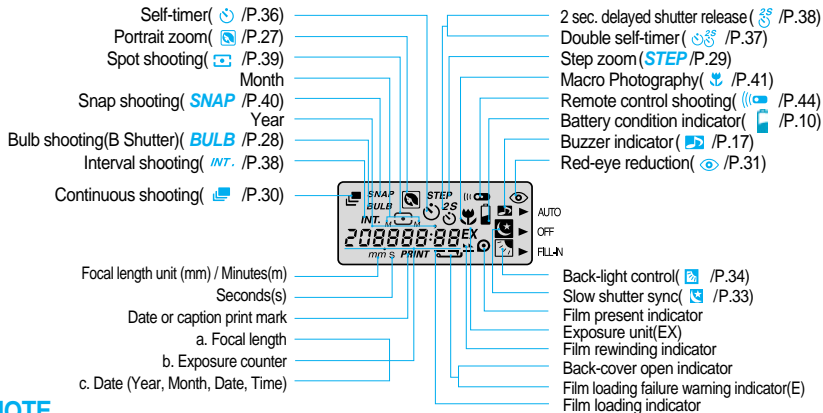 Self-timer( /P.36)
Portrait zoom( /P.27)
Spot shooting( /P.39)
Month
Snap shooting( SNAP /P.40)
Year
Bulb shooting(B Shutter)( BULB /P.28)
Interval shooting( INT. /P.38)
Continuous shooting( /P.30)
2 sec. delayed shutter release( 2S /P.38)
Double self-timer( 2S /P.37)
Step zoom(STEP /P.29)
Macro Photography( /P.41)
Remote control shooting( /P.44)
Battery condition indicator( /P.10)
Buzzer indicator( /P.17)
Red-eye reduction( /P.31)
SNAP STEP
BULB 2S
INT. M M
208888:88 EX
mm S PRINT
AUTO
OFF
FILL-IN
Focal length unit (mm) / Minutes(m)
Seconds(s)
Date or caption print mark
a. Focal length
b. Exposure counter
c. Date (Year, Month, Date, Time)
Back-light control( /P.34)
Slow shutter sync( /P.33)
Film present indicator
Exposure unit(EX)
Film rewinding indicator
Back-cover open indicator
Film loading failure warning indicator(E)
Film loading indicator
NOTE